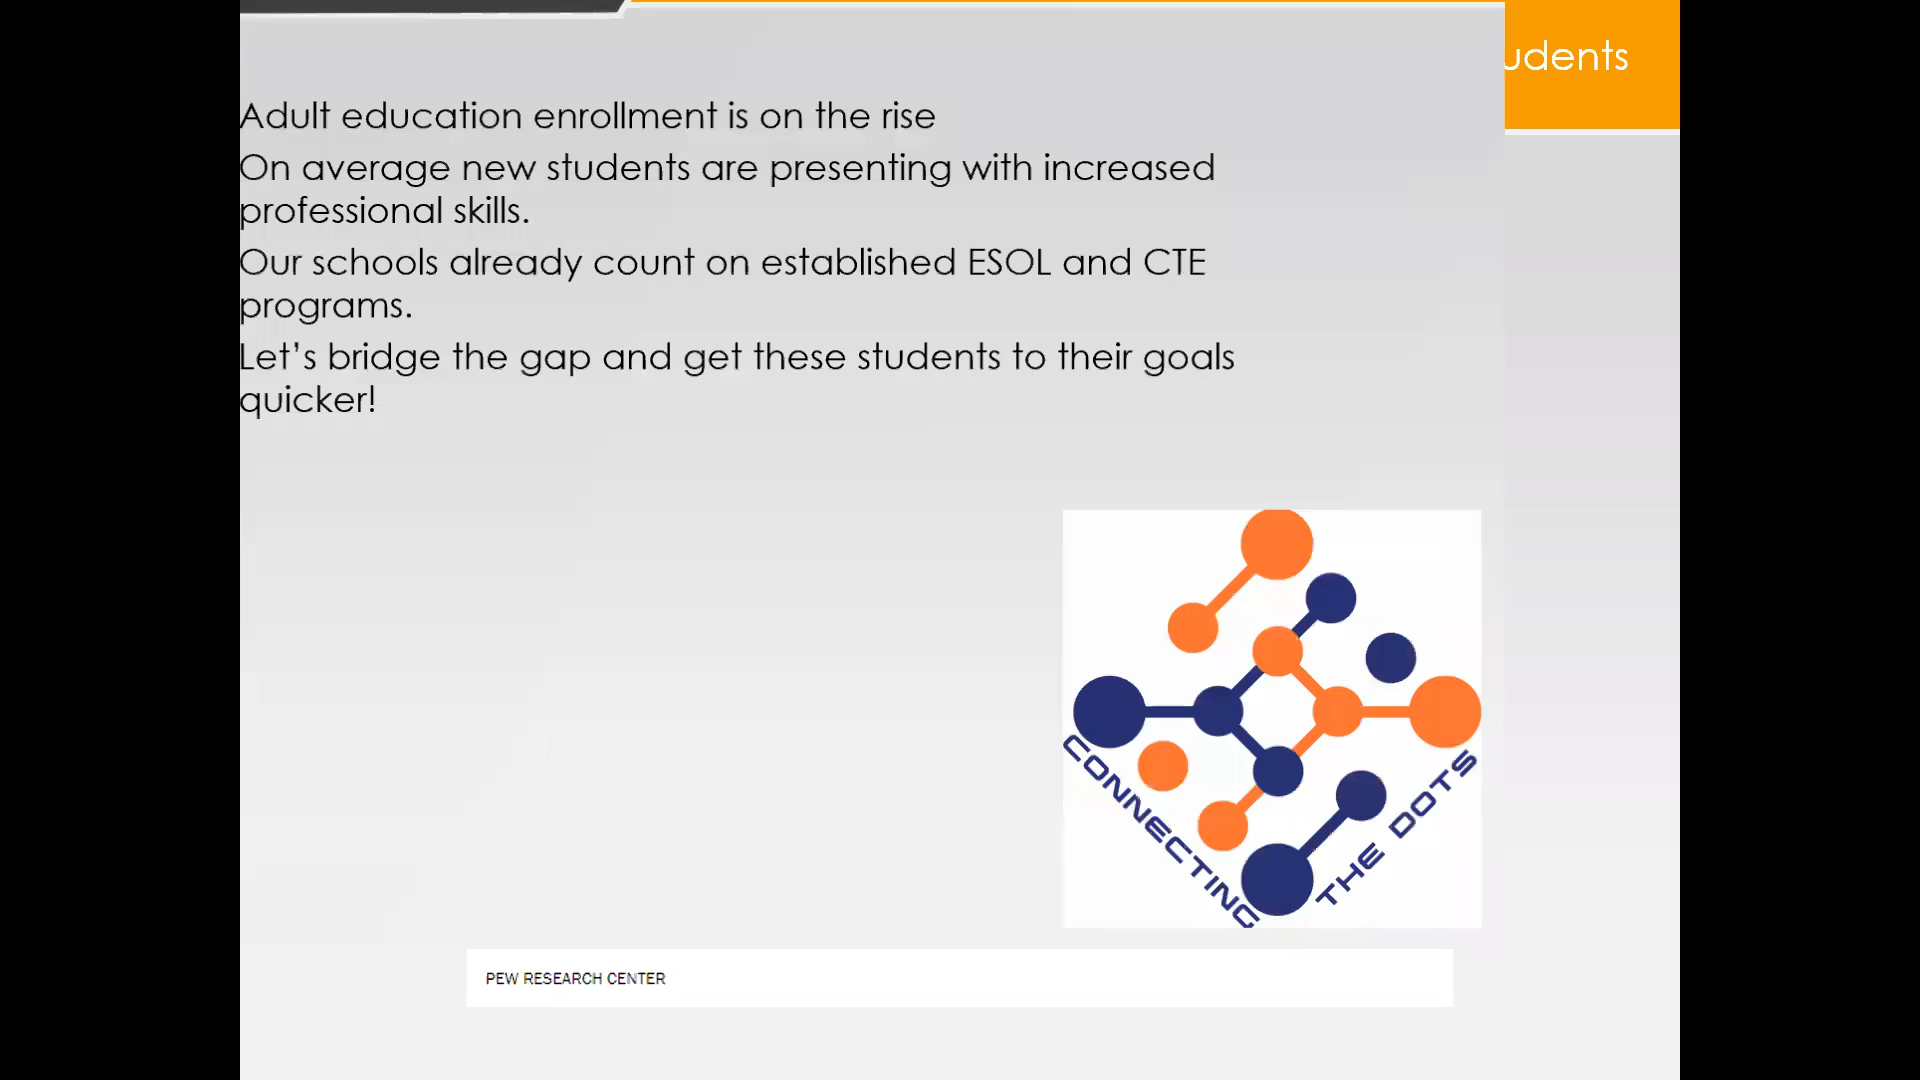 udents
Adult education enrollment is on the rise
On average new students are presenting with increased
professional skills.
Our schools already count on established ESOL and CTE
programs.
Let’s bridge the gap and get these students to their goals
quicker!
CONNECTING
THE DOTS
PEW RESEARCH CENTER